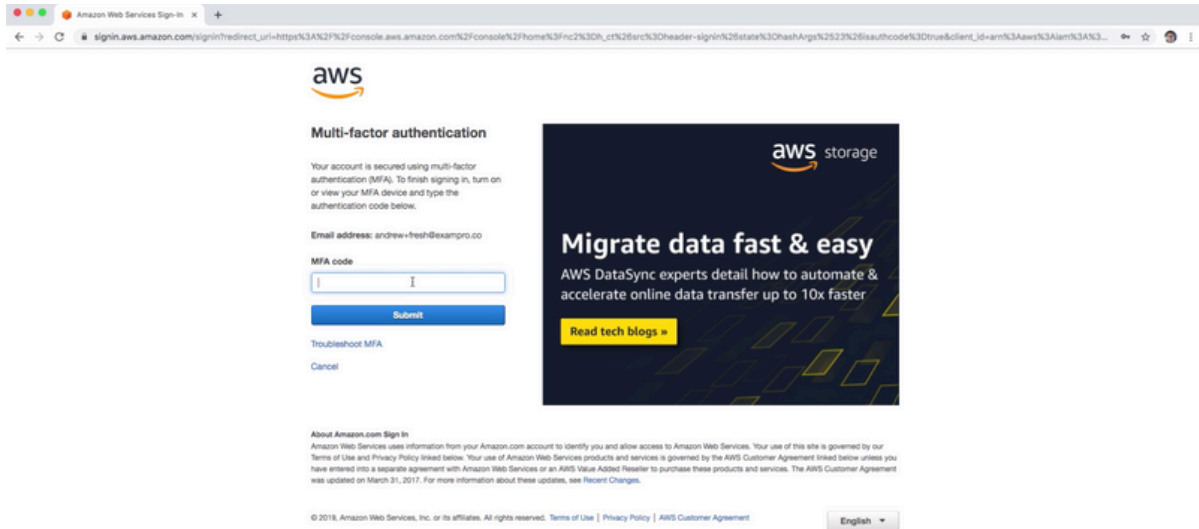 Amazon Web Services Sign-In
signin.aws.amazon.com/signin?redirect_uri=https%3A%2F%2Fconsole.aws.amazon.com%2Fconsole%2Fhome%3Fnc2%3Dh_ct%26src%3Dheader-signin%26state%3DhashArgs%2523%26isauthcode%3Dtrue&client_id=arn%3Aaws%3Aiam%3A%3...
aws
Multi-factor authentication
Your account is secured using multi-factor
authentication (MFA). To finish signing in, turn on
or view your MFA device and type the
authentication code below.
Email address: andrew+fresh@exampro.co
MFA code
Submit
Troubleshoot MFA
Cancel
aws storage
Migrate data fast & easy
AWS DataSync experts detail how to automate &
accelerate online data transfer up to 10x faster
Read tech blogs »
About Amazon.com Sign In
Amazon Web Services uses information from your Amazon.com account to identify you and allow access to Amazon Web Services. Your use of this site is governed by our
Terms of Use and Privacy Policy linked below. Your use of Amazon Web Services products and services is governed by the AWS Customer Agreement linked below unless you
have entered into a separate agreement with Amazon Web Services or an AWS Value Added Reseller to purchase these products and services. The AWS Customer Agreement
was updated on March 31, 2017. For more information about these updates, see Recent Changes.
© 2019, Amazon Web Services, Inc. or its affiliates. All rights reserved. Terms of Use | Privacy Policy | AWS Customer Agreement
English